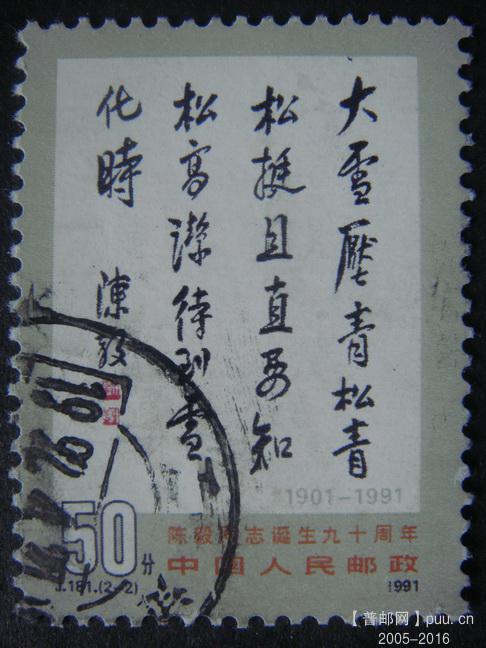 大雪壓青松青
松挺且直要知
松高潔待到雪
化時 陳毅
1901-1991
50分
陈毅同志诞生九十周年
中国人民邮政
J.181.(2-2)
1991
【普邮网】puu.cn
2005-2016